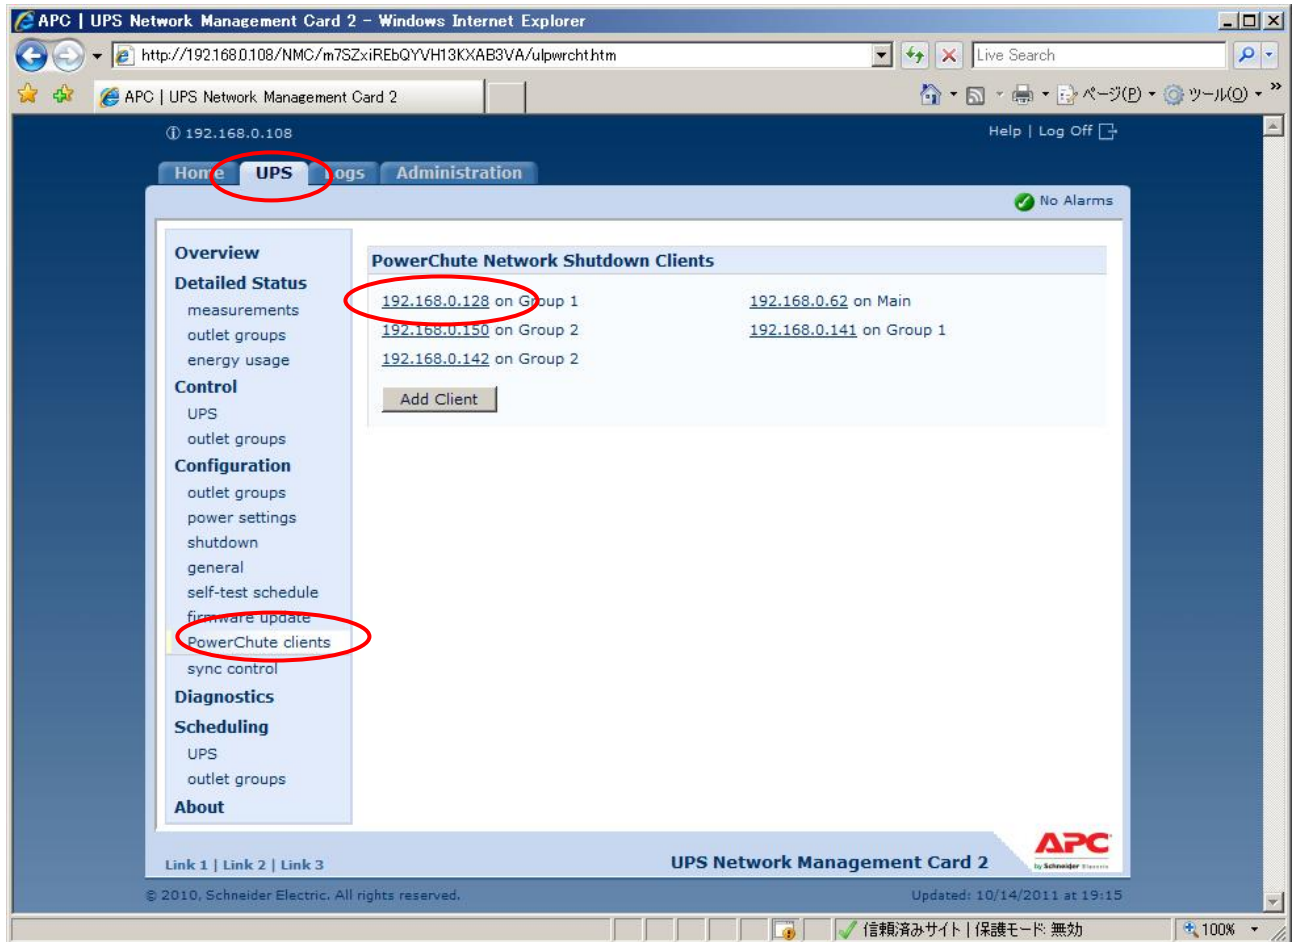 APC | UPS Network Management Card 2 - Windows Internet Explorer
http://192.168.0.108/NMC/m7SZxiREbQYVH13KXAB3VA/ulpwrcht.htm
Live Search
APC | UPS Network Management Card 2
ページ(P)
ツール(O)
192.168.0.108
Help | Log Off
Home UPS Logs Administration
No Alarms
Overview
Detailed Status
measurements
outlet groups
energy usage
Control
UPS
outlet groups
Configuration
outlet groups
power settings
shutdown
general
self-test schedule
firmware update
PowerChute clients
sync control
Diagnostics
Scheduling
UPS
outlet groups
About
PowerChute Network Shutdown Clients
192.168.0.128 on Group 1
192.168.0.62 on Main
192.168.0.150 on Group 2
192.168.0.141 on Group 1
192.168.0.142 on Group 2
Add Client
Link 1 | Link 2 | Link 3
UPS Network Management Card 2
APC
by Schneider Electric
© 2010, Schneider Electric. All rights reserved.
Updated: 10/14/2011 at 19:15
信頼済みサイト | 保護モード: 無効
100%